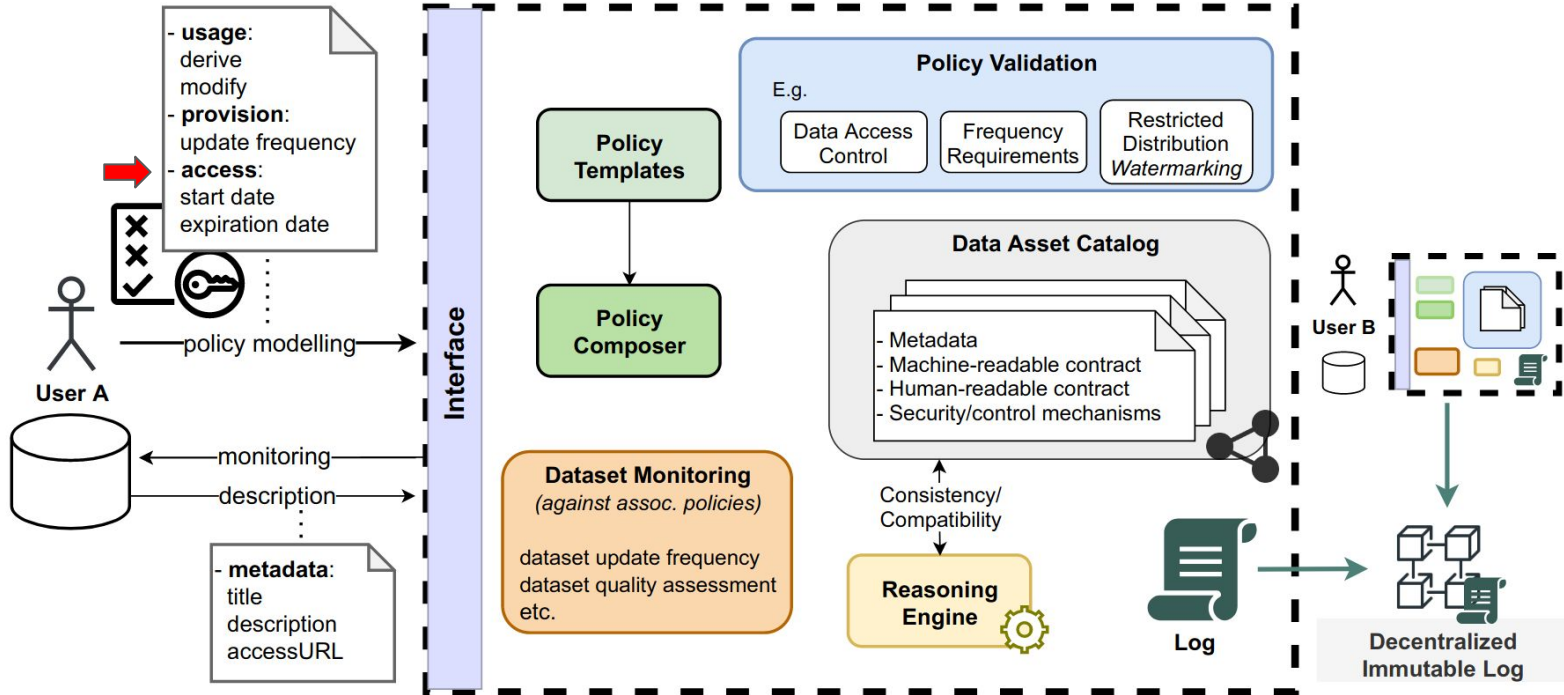 - usage:
derive
modify
- provision:
update frequency
- access:
start date
expiration date
User A
policy modelling
monitoring
description
- metadata:
title
description
accessURL
Interface
Policy
Templates
Policy
Composer
Dataset Monitoring
(against assoc. policies)
dataset update frequency
dataset quality assessment
etc.
Policy Validation
E.g.
Data Access
Control
Frequency
Requirements
Restricted
Distribution
Watermarking
Data Asset Catalog
- Metadata
- Machine-readable contract
- Human-readable contract
- Security/control mechanisms
Consistency/
Compatibility
Reasoning
Engine
Log
User B
Decentralized
Immutable Log